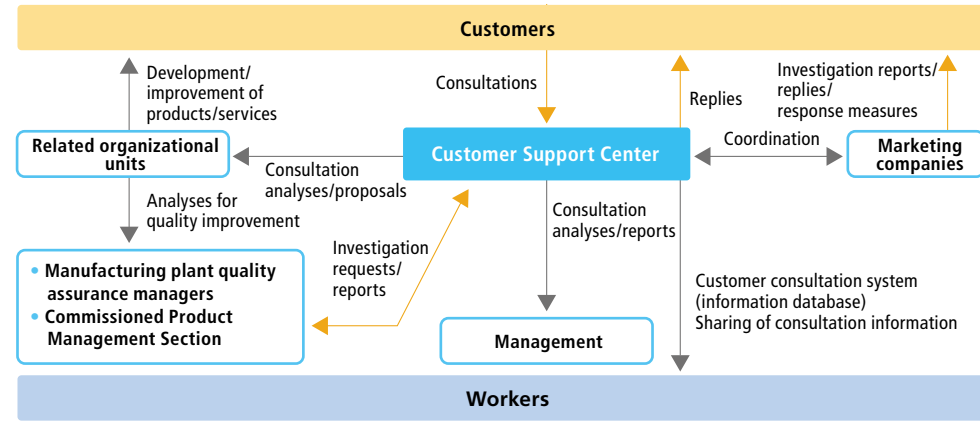 Customers
Development/
improvement of
products/services
Consultations
Replies
Investigation reports/
replies/
response measures
Related organizational
units
Consultation
analyses/proposals
Customer Support Center
Coordination
Marketing
companies
Analyses for
quality improvement
• Manufacturing plant quality
assurance managers
• Commissioned Product
Management Section
Investigation
requests/
reports
Consultation
analyses/reports
Management
Customer consultation system
(information database)
Sharing of consultation information
Workers